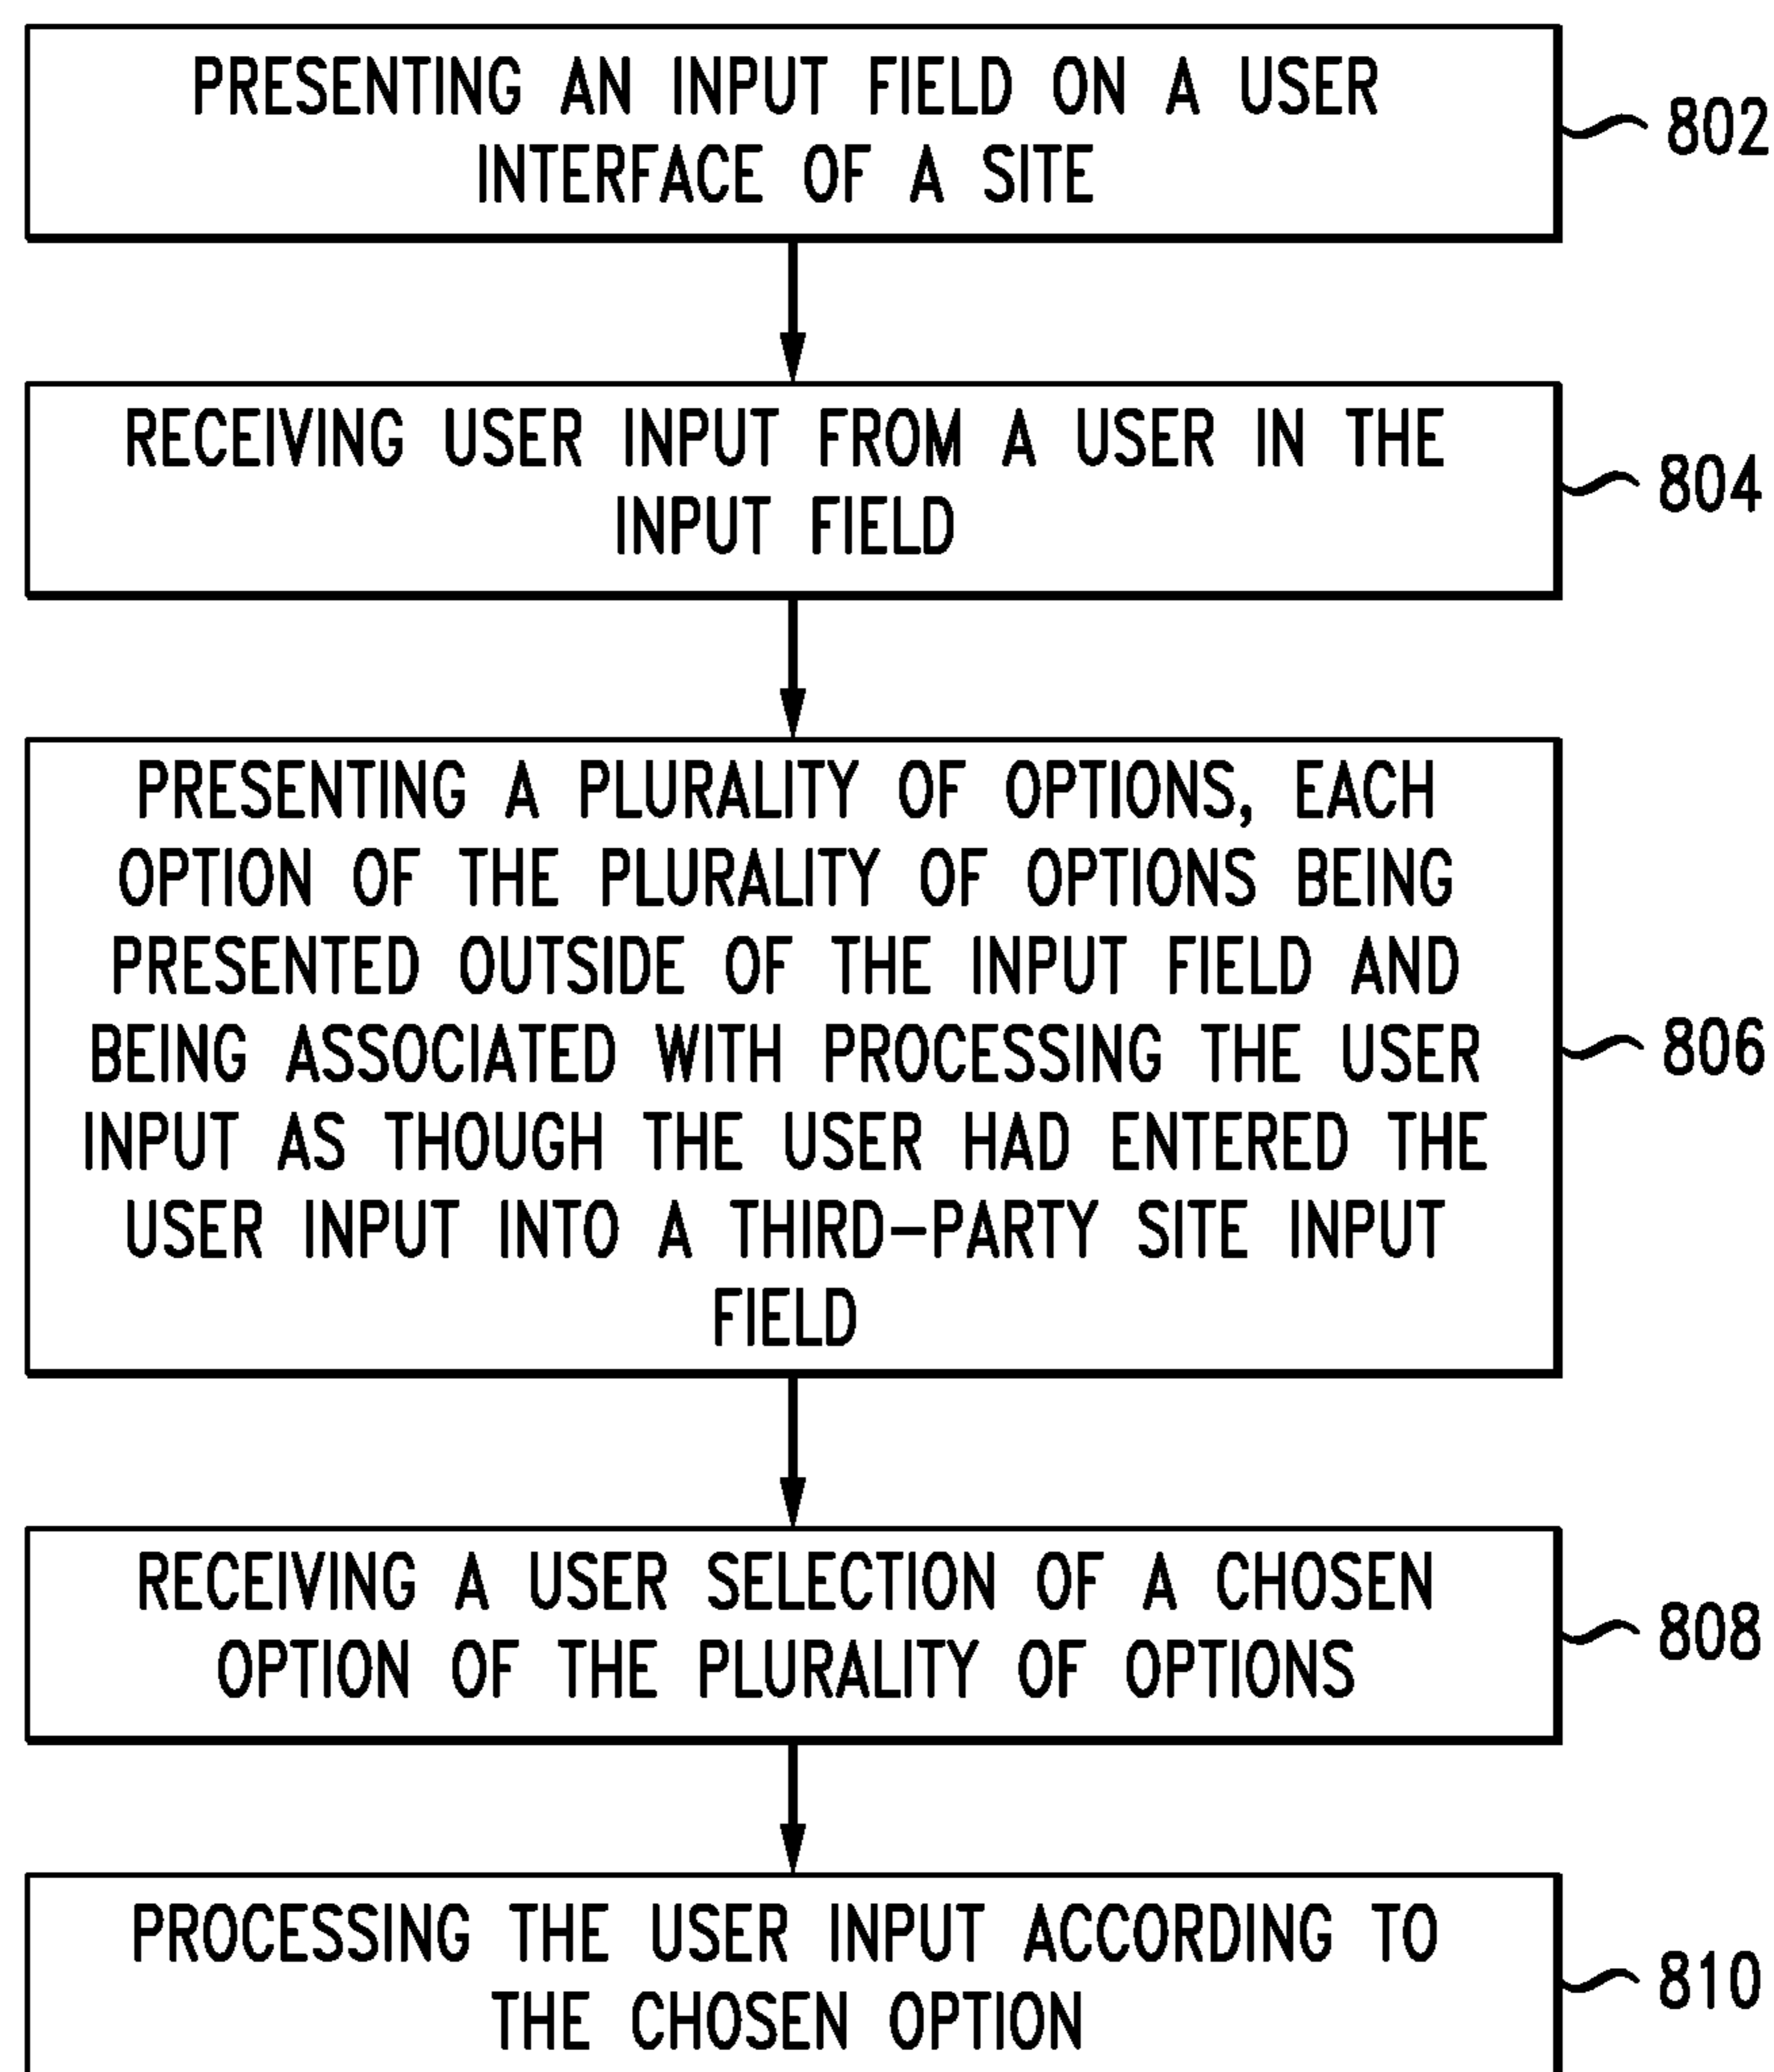 PRESENTING AN INPUT FIELD ON A USER
INTERFACE OF A SITE
802
RECEIVING USER INPUT FROM A USER IN THE
INPUT FIELD
804
PRESENTING A PLURALITY OF OPTIONS, EACH
OPTION OF THE PLURALITY OF OPTIONS BEING
PRESENTED OUTSIDE OF THE INPUT FIELD AND
BEING ASSOCIATED WITH PROCESSING THE USER
INPUT AS THOUGH THE USER HAD ENTERED THE
USER INPUT INTO A THIRD-PARTY SITE INPUT
FIELD
806
RECEIVING A USER SELECTION OF A CHOSEN
OPTION OF THE PLURALITY OF OPTIONS
808
PROCESSING THE USER INPUT ACCORDING TO
THE CHOSEN OPTION
810